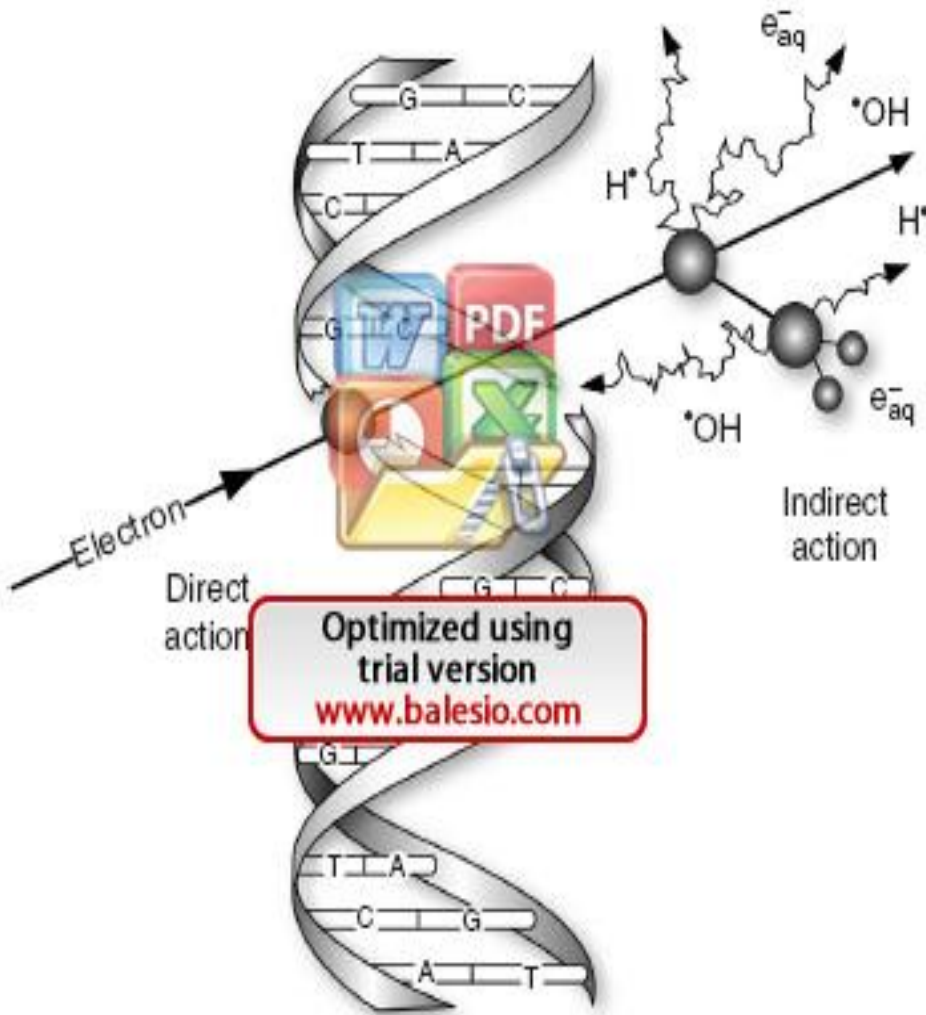 e⁻aq
G C
•OH
T A
H•
C
H•
G C
W
PDF
X
•OH
e⁻aq
Electron
Indirect
action
G C
Direct
action
Optimized using
trial version
www.balesio.com
G
T A
C G
A T